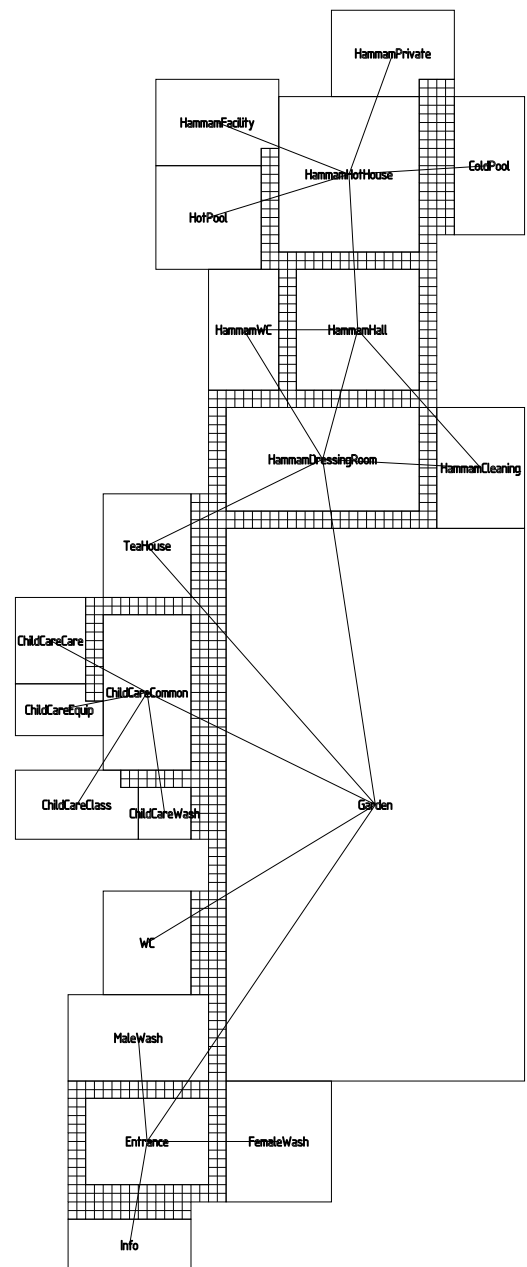 HammamPrivate
HammamFacility
ColdPool
HammamHotHouse
HotPool
HammamWC
HammamHall
HammamDressingRoom
HammamCleaning
TeaHouse
ChildCareCare
ChildCareCommon
ChildCareEquip
ChildCareClass
Garden
ChildCareWash
WC
MaleWash
Entrance
FemaleWash
Info